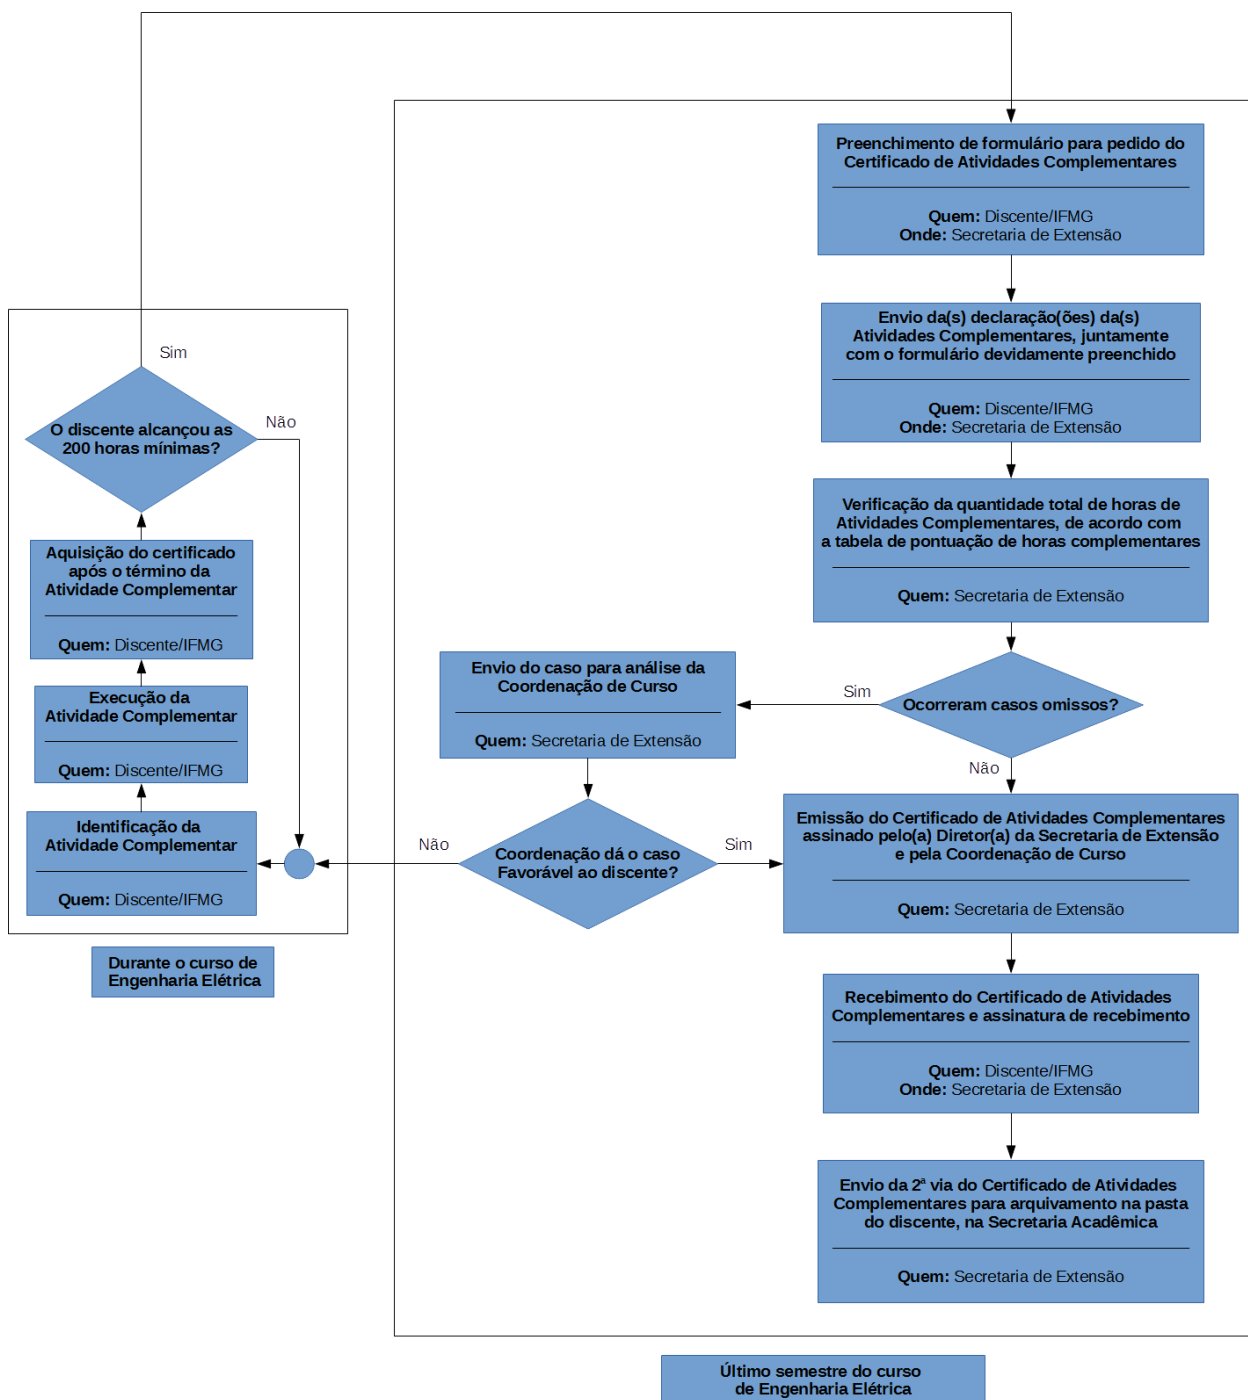 Preenchimento de formulário para pedido do
Certificado de Atividades Complementares
Quem: Discente/IFMG
Onde: Secretaria de Extensão
Envio da(s) declaração(ões) da(s)
Atividades Complementares, juntamente
com o formulário devidamente preenchido
Quem: Discente/IFMG
Onde: Secretaria de Extensão
Verificação da quantidade total de horas de
Atividades Complementares, de acordo com
a tabela de pontuação de horas complementares
Quem: Secretaria de Extensão
Ocorreram casos omissos?
Sim
Não
Envio do caso para análise da
Coordenação de Curso
Quem: Secretaria de Extensão
Coordenação dá o caso
Favorável ao discente?
Não
Sim
Emissão do Certificado de Atividades Complementares
assinado pelo(a) Diretor(a) da Secretaria de Extensão
e pela Coordenação de Curso
Quem: Secretaria de Extensão
Recebimento do Certificado de Atividades
Complementares e assinatura de recebimento
Quem: Discente/IFMG
Onde: Secretaria de Extensão
Envio da 2ª via do Certificado de Atividades
Complementares para arquivamento na pasta
do discente, na Secretaria Acadêmica
Quem: Secretaria de Extensão
Último semestre do curso
de Engenharia Elétrica
Sim
Não
O discente alcançou as
200 horas mínimas?
Aquisição do certificado
após o término da
Atividade Complementar
Quem: Discente/IFMG
Execução da
Atividade Complementar
Quem: Discente/IFMG
Identificação da
Atividade Complementar
Quem: Discente/IFMG
Durante o curso de
Engenharia Elétrica